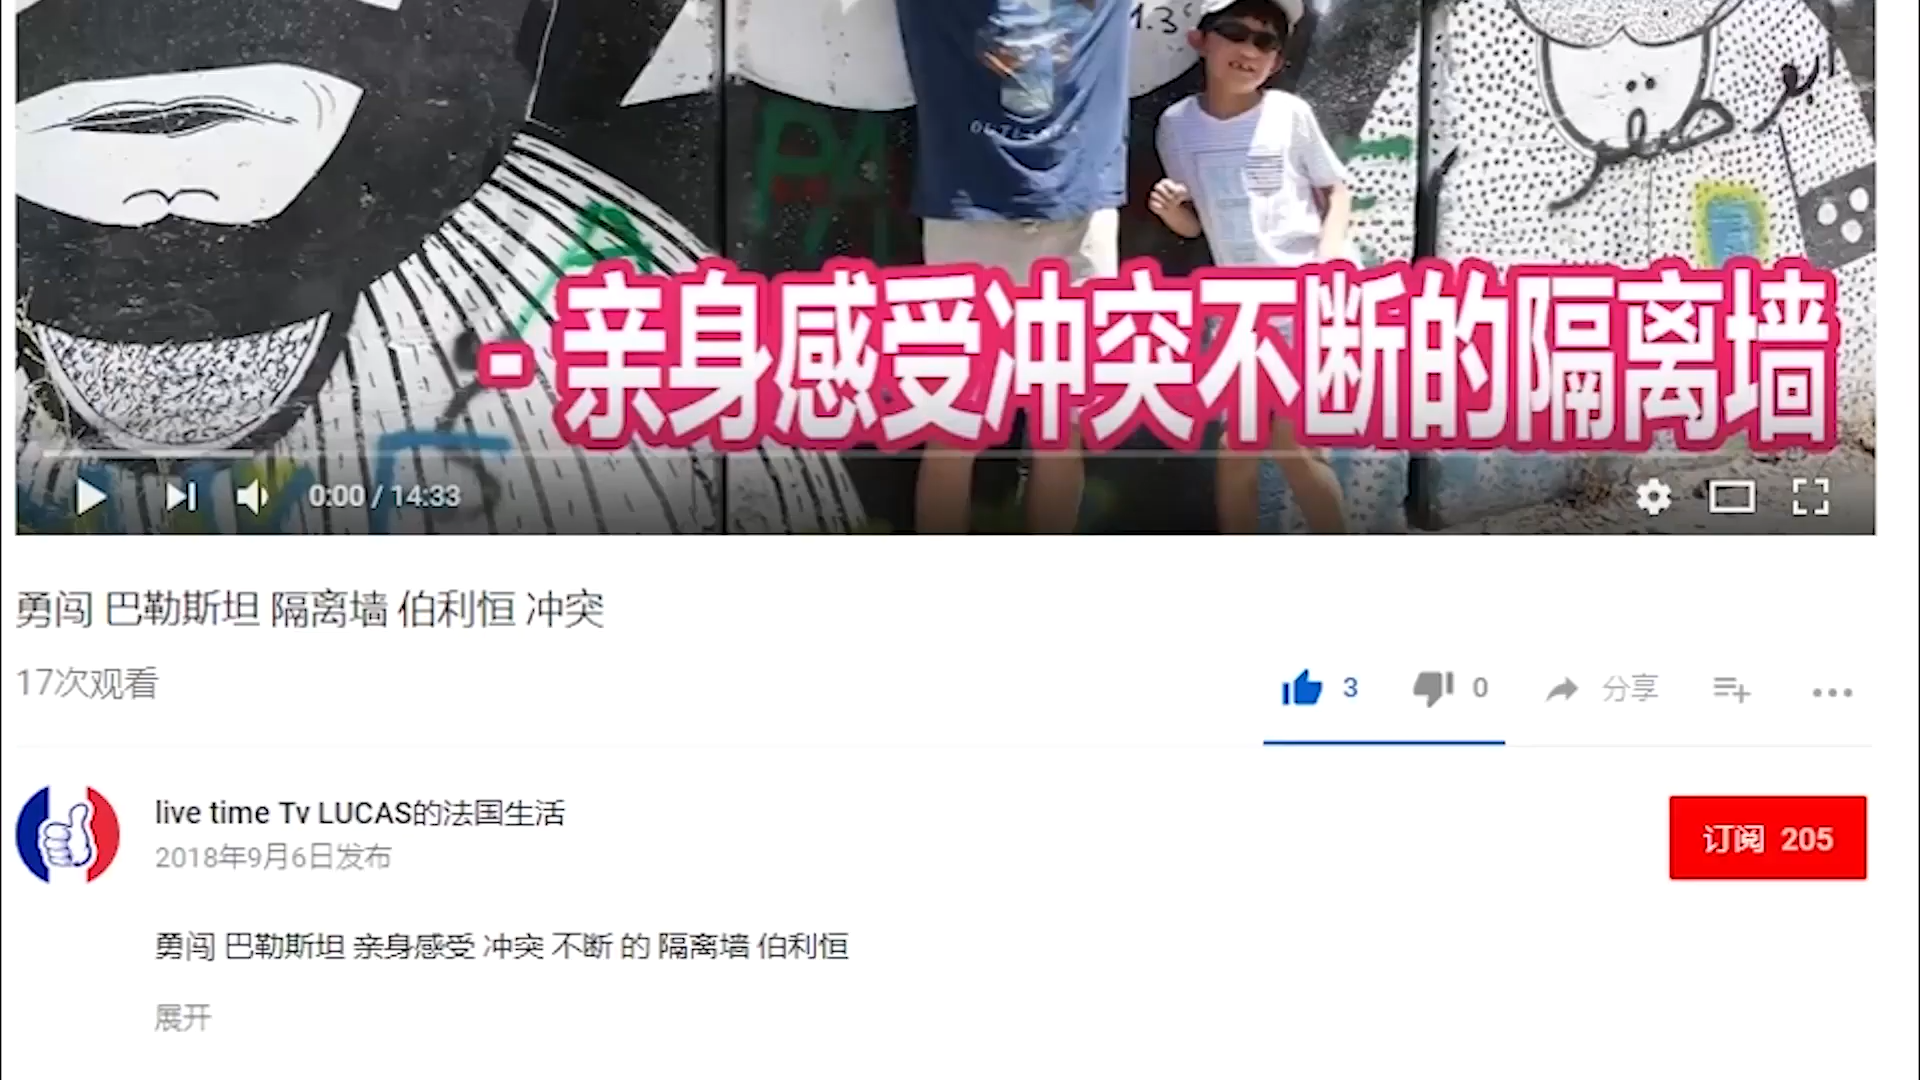 1.3
OUTLIER
PA
- 亲身感受冲突不断的隔离墙
0:00 / 14:33
勇闯 巴勒斯坦 隔离墙 伯利恒 冲突
17次观看
3
0
分享
live time Tv LUCAS的法国生活
2018年9月6日发布
订阅 205
勇闯 巴勒斯坦 亲身感受 冲突 不断 的 隔离墙 伯利恒
展开